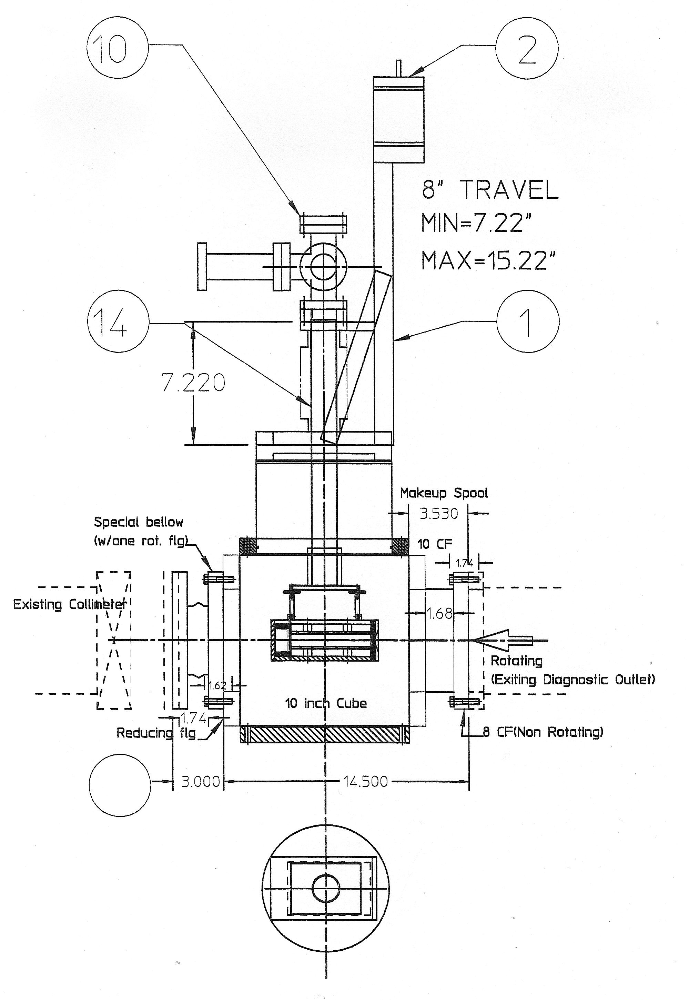 10
2
8" TRAVEL
MIN=7.22"
MAX=15.22"
14
1
7.220
Makeup Spool
3.530
Special bellow
(w/one rot. flg)
10 CF
1.74
Existing Collimeter
1.68
Rotating
(Exiting Diagnostic Outlet)
1.62
10 inch Cube
1.74
Reducing flg
8 CF(Non Rotating)
3.000
14.500